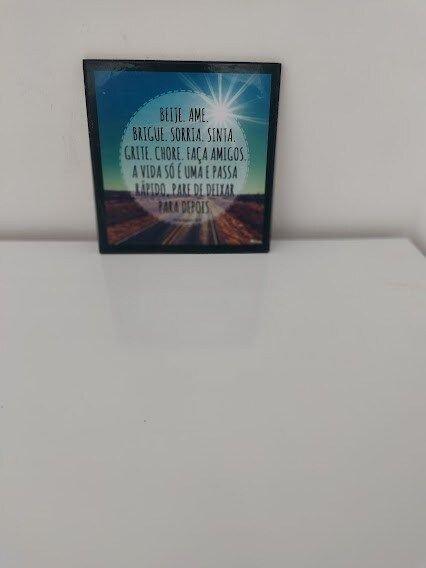 BEIJE. AME.
BRIGUE. SORRIA. SINTA.
GRITE. CHORE. FAÇA AMIGOS.
A VIDA SÓ É UMA E PASSA
RÁPIDO. PARE DE DEIXAR
PARA DEPOIS.